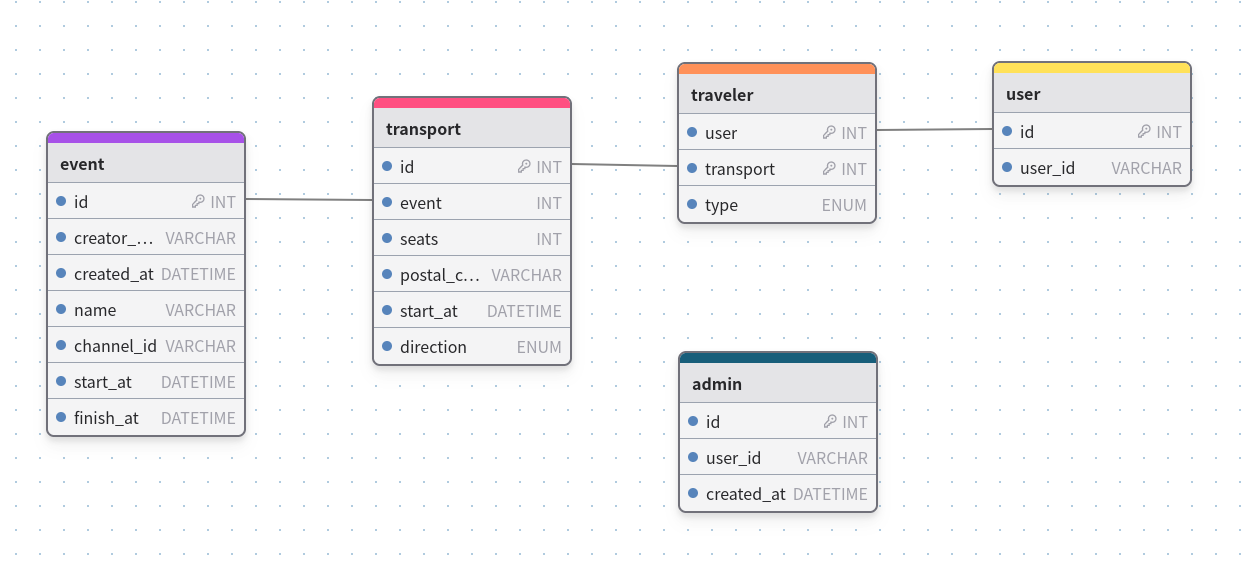 event
id INT
creator_... VARCHAR
created_at DATETIME
name VARCHAR
channel_id VARCHAR
start_at DATETIME
finish_at DATETIME
transport
id INT
event INT
seats INT
postal_c... VARCHAR
start_at DATETIME
direction ENUM
traveler
user INT
transport INT
type ENUM
user
id INT
user_id VARCHAR
admin
id INT
user_id VARCHAR
created_at DATETIME